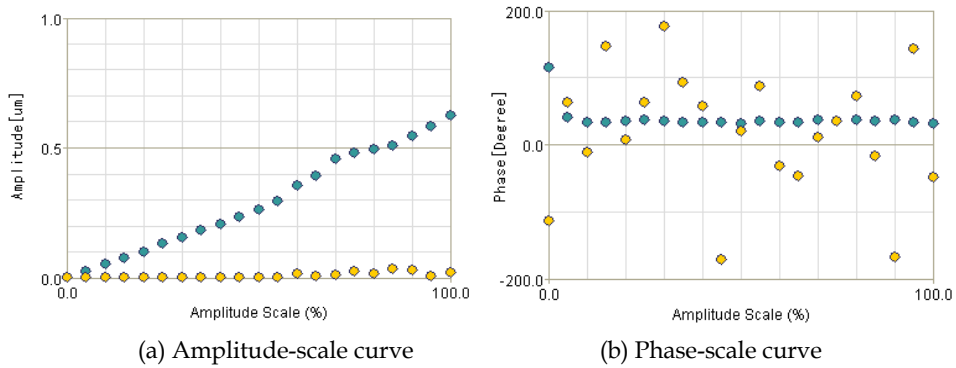 1.0
Amplitude[um]
0.5
0.0
0.0
100.0
Amplitude Scale (%)
(a) Amplitude-scale curve
200.0
Phase[Degree]
0.0
-200.0
0.0
100.0
Amplitude Scale (%)
(b) Phase-scale curve